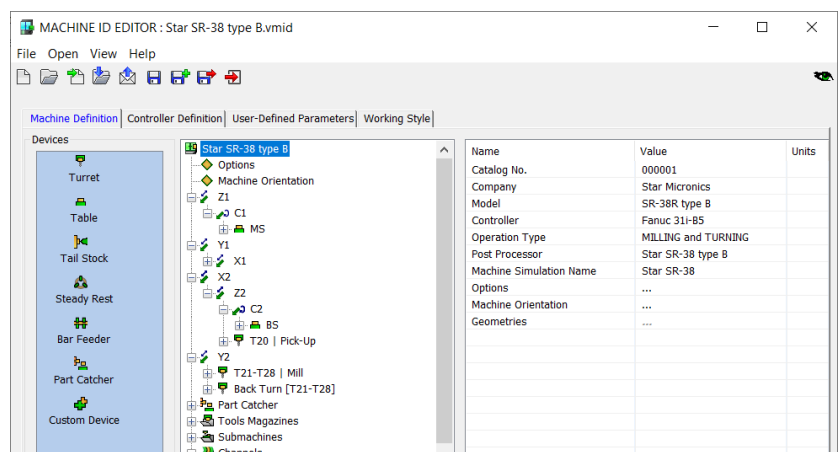 MACHINE ID EDITOR : Star SR-38 type B.vmid
File Open View Help
Machine Definition Controller Definition User-Defined Parameters Working Style
Devices
Turret
Table
Tail Stock
Steady Rest
Bar Feeder
Part Catcher
Custom Device
Star SR-38 type B
Options
Machine Orientation
Z1
C1
MS
Y1
X1
X2
Z2
C2
BS
T20 | Pick-Up
Y2
T21-T28 | Mill
Back Turn [T21-T28]
Part Catcher
Tools Magazines
Submachines
Channels
Name Value Units
Catalog No. 000001
Company Star Micronics
Model SR-38R type B
Controller Fanuc 31i-B5
Operation Type MILLING and TURNING
Post Processor Star SR-38 type B
Machine Simulation Name Star SR-38
Options ...
Machine Orientation ...
Geometries ...